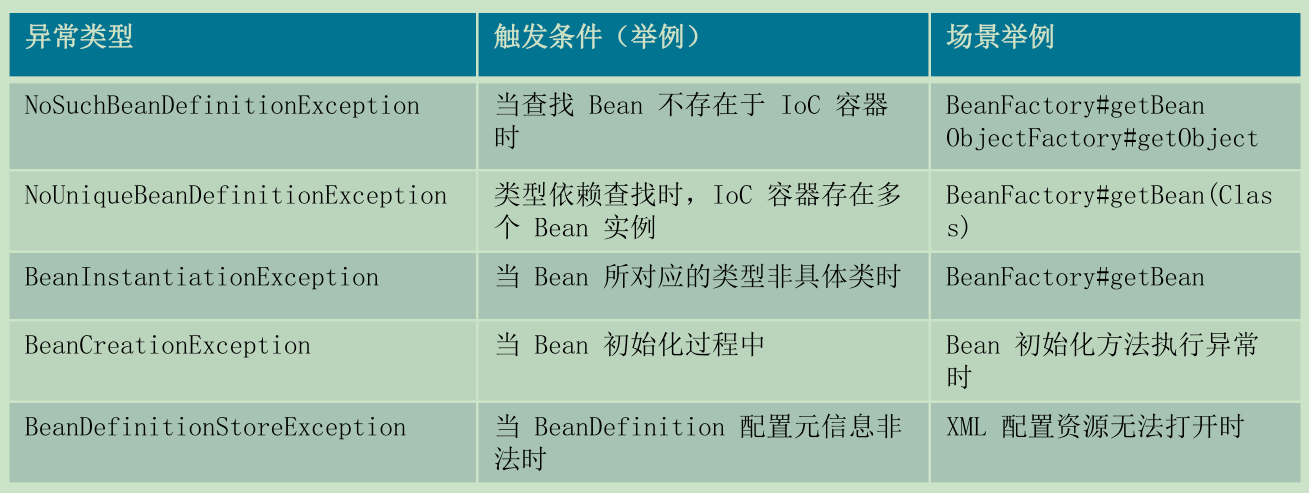 异常类型
触发条件（举例）
场景举例
NoSuchBeanDefinitionException
当查找 Bean 不存在于 IoC 容器
时
BeanFactory#getBean
ObjectFactory#getObject
NoUniqueBeanDefinitionException
类型依赖查找时，IoC 容器存在多
个 Bean 实例
BeanFactory#getBean(Clas
s)
BeanInstantiationException
当 Bean 所对应的类型非具体类时
BeanFactory#getBean
BeanCreationException
当 Bean 初始化过程中
Bean 初始化方法执行异常
时
BeanDefinitionStoreException
当 BeanDefinition 配置元信息非
法时
XML 配置资源无法打开时